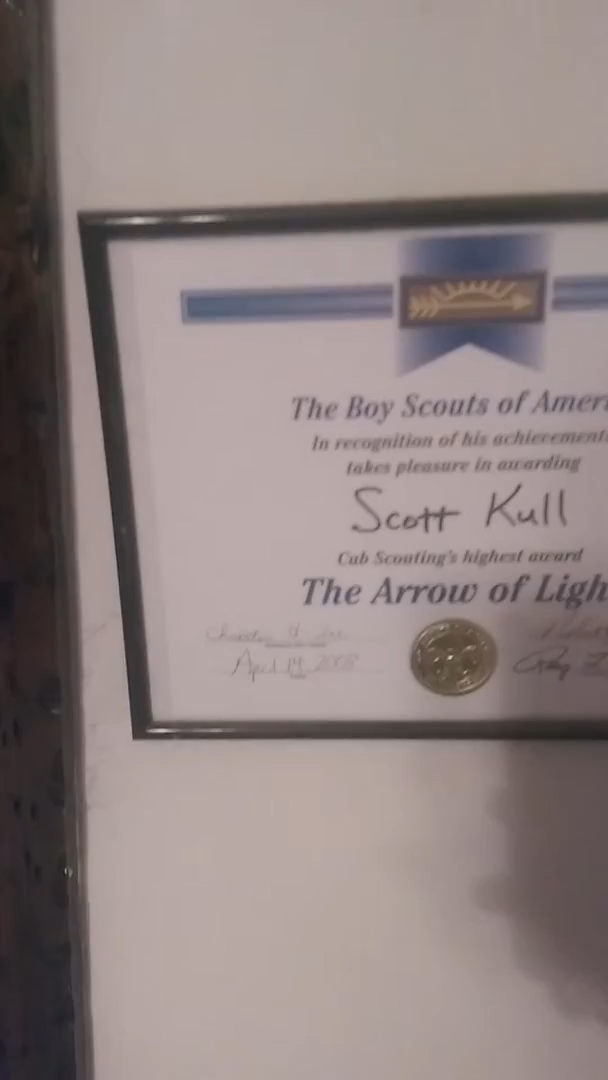 The Boy Scouts of Amer
In recognition of his achievement
takes pleasure in awarding
Scott Kull
Cub Scouting's highest award
The Arrow of Ligh
April 14, 2008